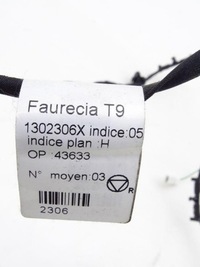 Faurecia T9
1302306X indice:05
indice plan :H
OP :43633
N° moyen:03
R
2306